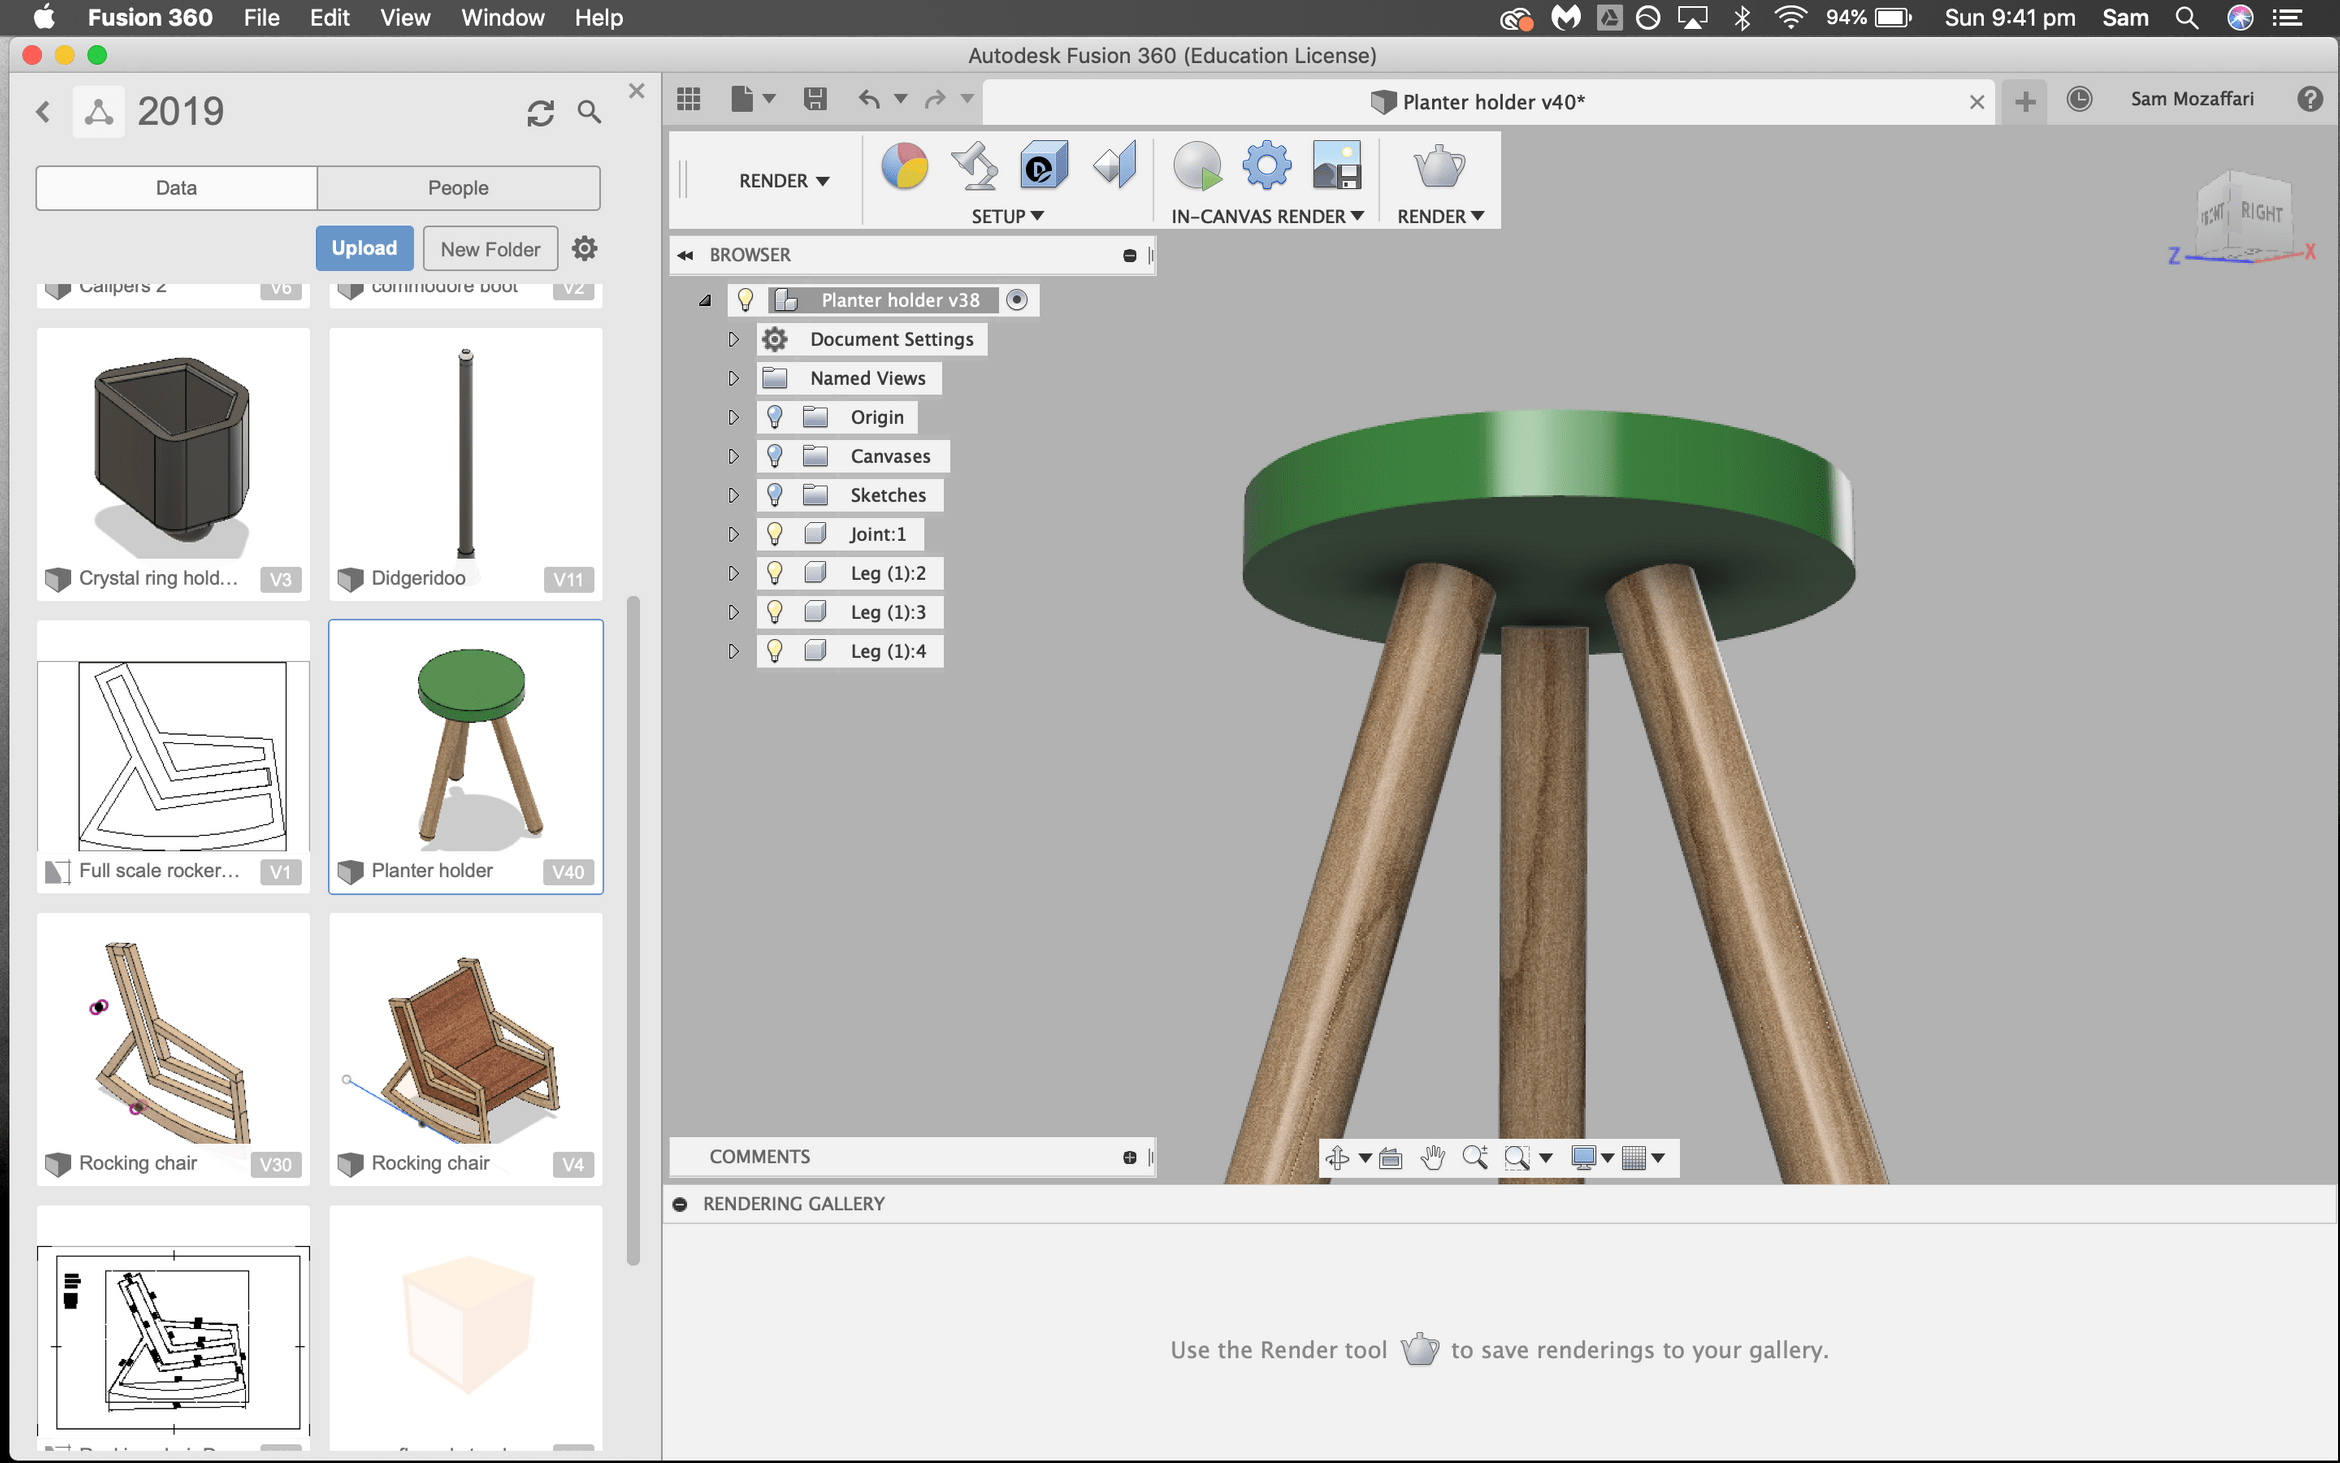 Fusion 360 File Edit View Window Help 94% Sun 9:41 pm Sam
Autodesk Fusion 360 (Education License)
2019
Data People
Upload New Folder
Calipers 2 V6
commodore boot V2
Crystal ring hold... V3
Didgeridoo V11
Full scale rocker... V1
Planter holder V40
Rocking chair V30
Rocking chair V4
Planter holder v40*
Sam Mozaffari
RENDER
SETUP
IN-CANVAS RENDER
RENDER
FRONT RIGHT
Z X
BROWSER
Planter holder v38
Document Settings
Named Views
Origin
Canvases
Sketches
Joint:1
Leg (1):2
Leg (1):3
Leg (1):4
COMMENTS
RENDERING GALLERY
Use the Render tool to save renderings to your gallery.